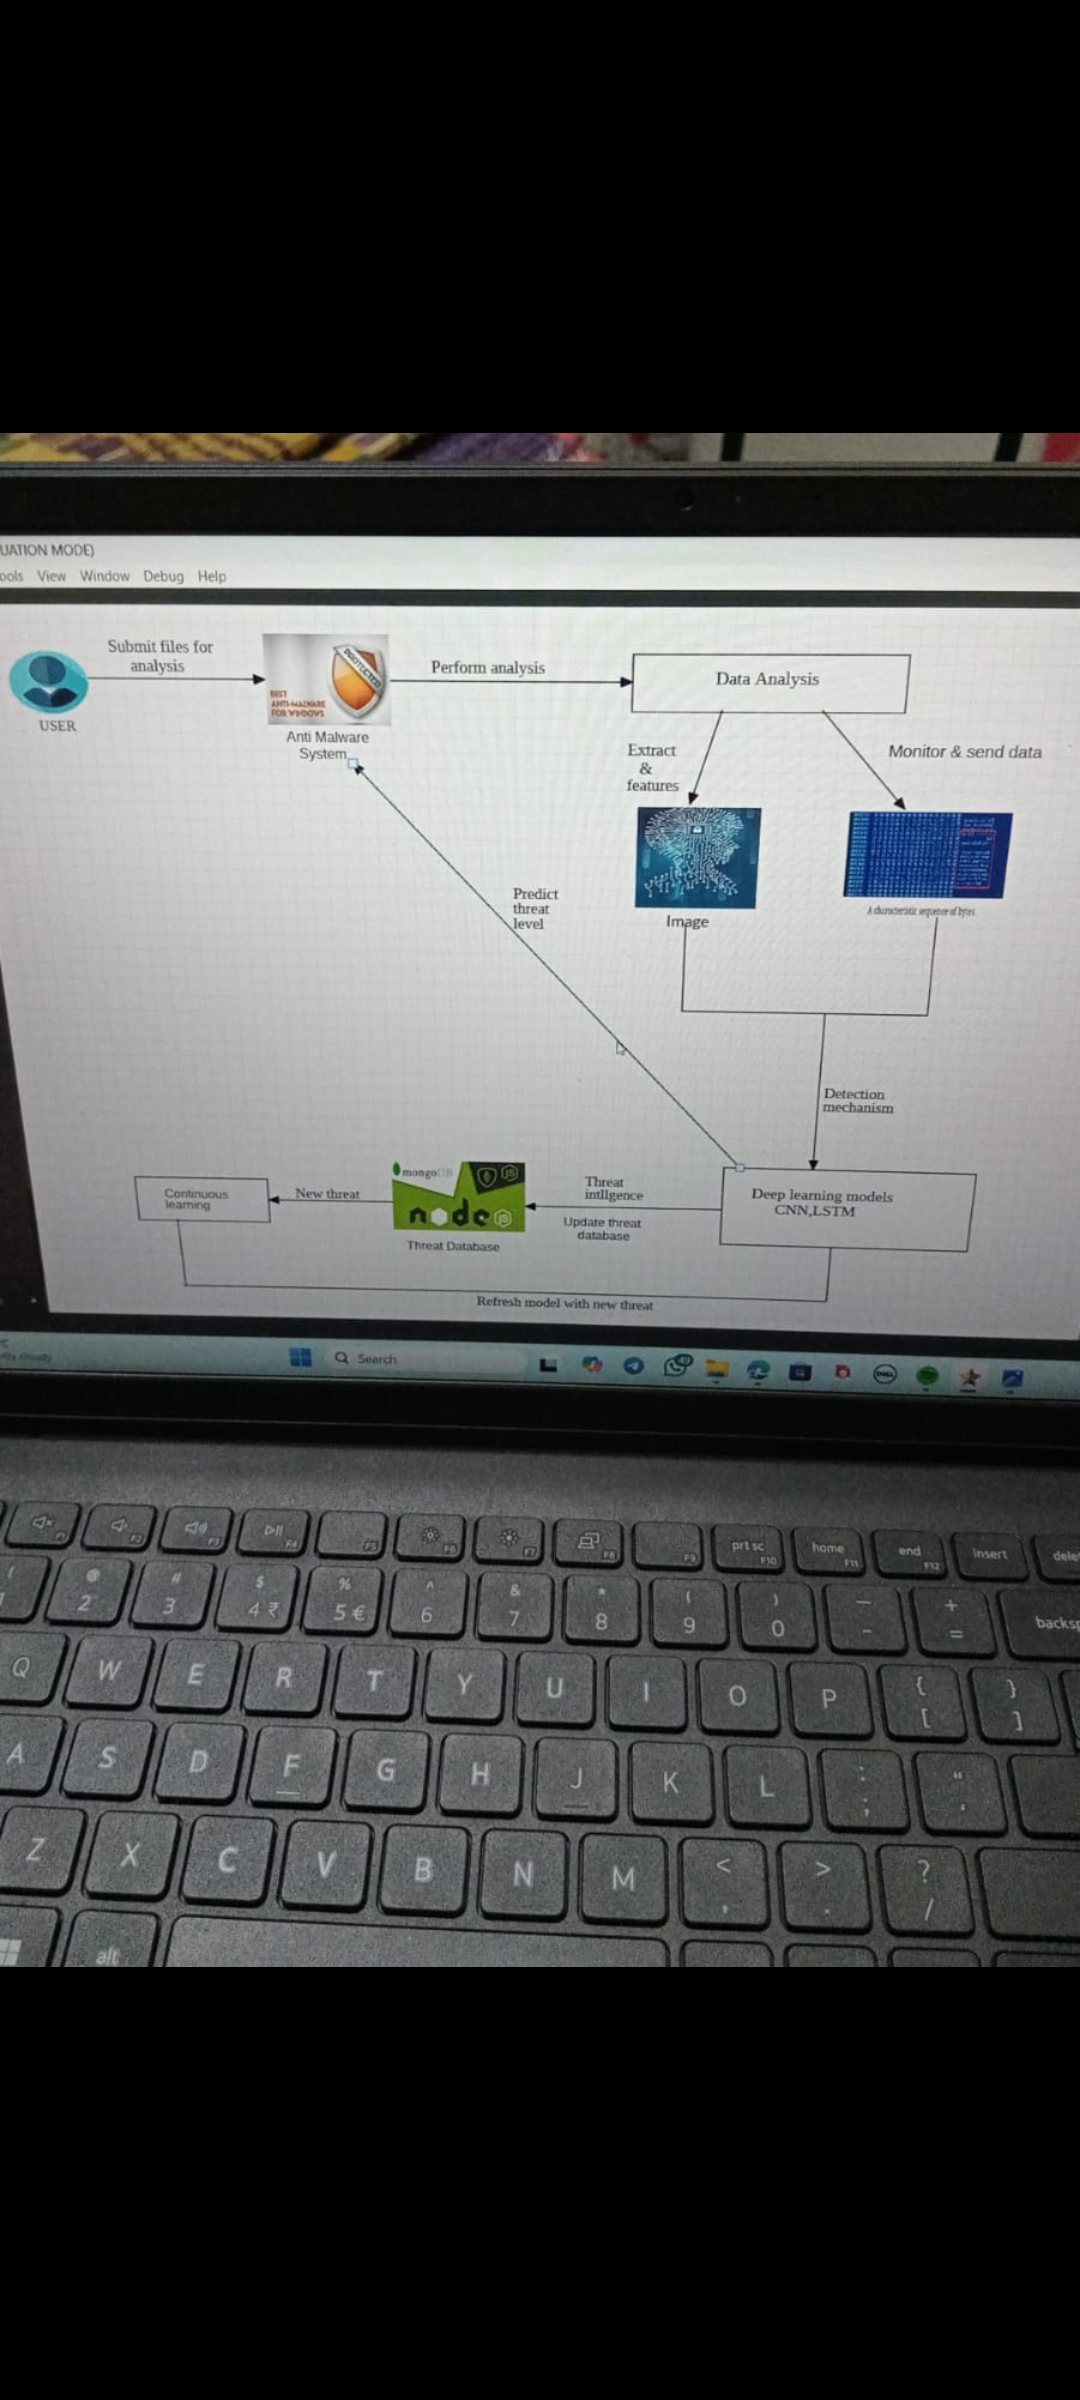 UATION MODE)
ools View Window Debug Help
Submit files for
analysis
USER
PROTECTED
BEST
ANTI-MALWARE
FOR WINDOWS
Anti Malware
System
Perform analysis
Data Analysis
Extract
&
features
Monitor & send data
Image
A characteristic sequence of bytes
Predict
threat
level
Detection
mechanism
Deep learning models
CNN,LSTM
Threat
intllgence
Update threat
database
mongoDB
JS
node JS
Threat Database
New threat
Continuous
learning
Refresh model with new threat
Search
DELL
F1 F2 F3 F4 F5 F6 F7 F8 F9 prt sc F10 home F11 end F12 insert dele
@ # $ % ^ & * ( ) — +
2 3 4 ₹ 5 € 6 7 8 9 0 - = backsp
Q W E R T Y U I O P { [ } ]
A S D F G H J K L : ; “ '
Z X C V B N M < , > . ? /
alt